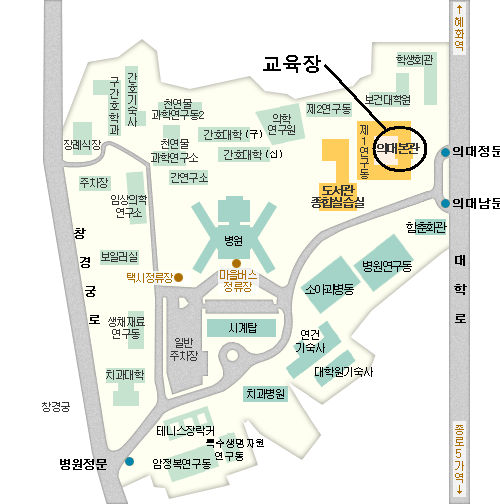 ↑
혜화역
교육장
학생회관
간호기숙사
구간호학과
보건대학원
천연물
과학연구동2
제2연구동
의학
연구원
제1연구동
의대본관
간호대학 (구)
장례식장
천연물
과학연구소
간호대학 (신)
의대정문
간연구소
주차장
도서관
종합실습실
임상의학
연구소
의대남문
함춘회관
창경궁로
병원
보일러실
병원연구동
대학로
택시정류장
마을버스
정류장
소아과병동
생체재료
연구동
시계탑
연건
기숙사
일반
주차장
대학원기숙사
치과대학
치과병원
창경궁
테니스장락커
특수생명자원
연구동
병원정문
암정복연구동
종로5가역
↓